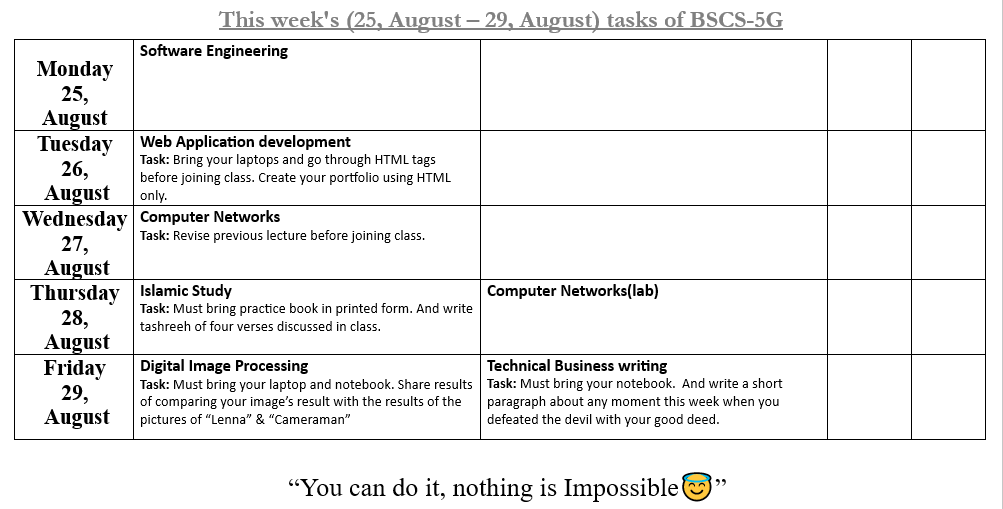 This week's (25, August – 29, August) tasks of BSCS-5G
Monday
25,
August
Software Engineering
Tuesday
26,
August
Web Application development
Task: Bring your laptops and go through HTML tags
before joining class. Create your portfolio using HTML
only.
Wednesday
27,
August
Computer Networks
Task: Revise previous lecture before joining class.
Thursday
28,
August
Islamic Study
Task: Must bring practice book in printed form. And write
tashreeh of four verses discussed in class.
Computer Networks(lab)
Friday
29,
August
Digital Image Processing
Task: Must bring your laptop and notebook. Share results
of comparing your image’s result with the results of the
pictures of “Lenna” & “Cameraman”
Technical Business writing
Task: Must bring your notebook.  And write a short
paragraph about any moment this week when you
defeated the devil with your good deed.
“You can do it, nothing is Impossible😇”